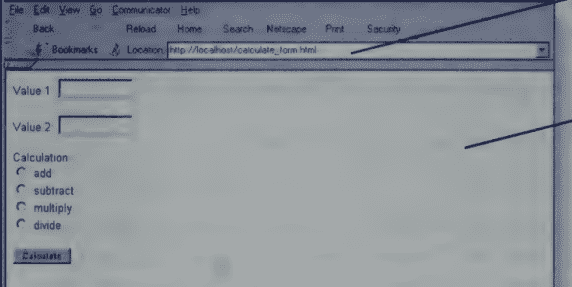 File Edit View Go Communicator Help
Back Reload Home Search Netscape Print Security
Bookmarks Location: http://localhost/calculate_form.html
Value 1
Value 2
Calculation
add
subtract
multiply
divide
Calculate